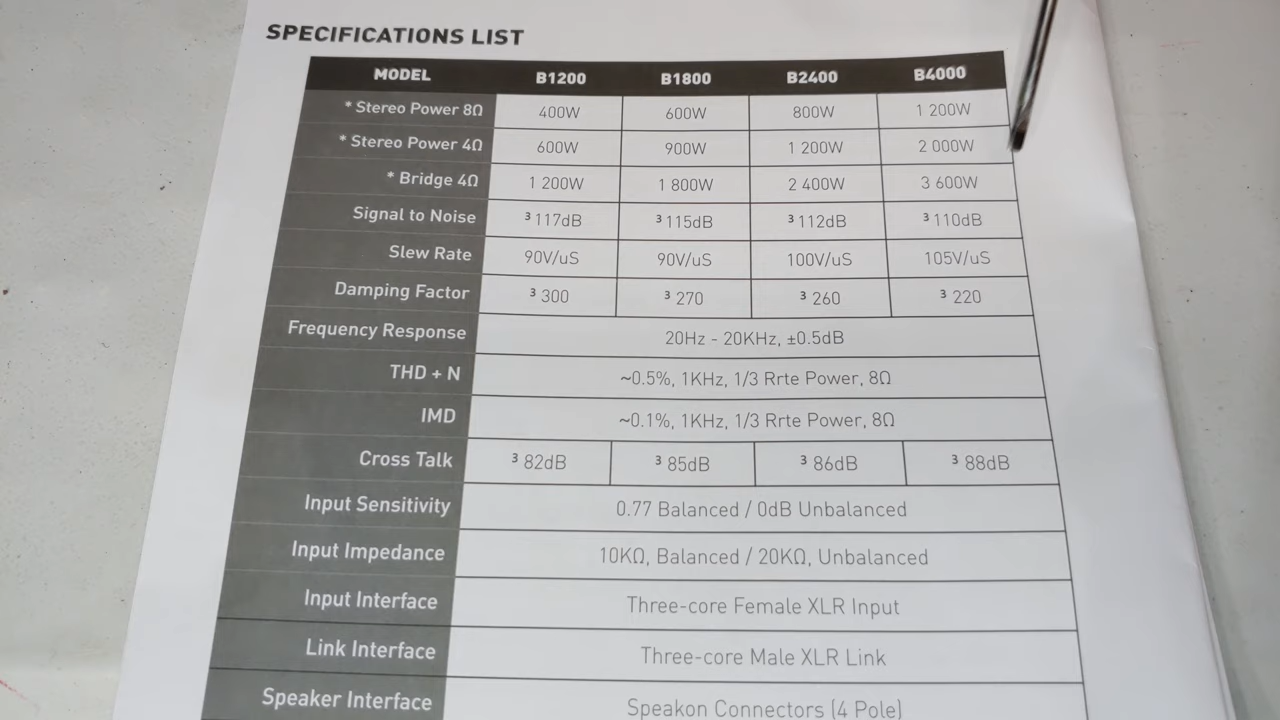 SPECIFICATIONS LIST
MODEL B1200 B1800 B2400 B4000
* Stereo Power 8Ω 400W 600W 800W 1 200W
* Stereo Power 4Ω 600W 900W 1 200W 2 000W
* Bridge 4Ω 1 200W 1 800W 2 400W 3 600W
Signal to Noise ³ 117dB ³ 115dB ³ 112dB ³ 110dB
Slew Rate 90V/uS 90V/uS 100V/uS 105V/uS
Damping Factor ³ 300 ³ 270 ³ 260 ³ 220
Frequency Response 20Hz - 20KHz, ±0.5dB
THD + N ~0.5%, 1KHz, 1/3 Rrte Power, 8Ω
IMD ~0.1%, 1KHz, 1/3 Rrte Power, 8Ω
Cross Talk ³ 82dB ³ 85dB ³ 86dB ³ 88dB
Input Sensitivity 0.77 Balanced / 0dB Unbalanced
Input Impedance 10KΩ, Balanced / 20KΩ, Unbalanced
Input Interface Three-core Female XLR Input
Link Interface Three-core Male XLR Link
Speaker Interface Speakon Connectors (4 Pole)